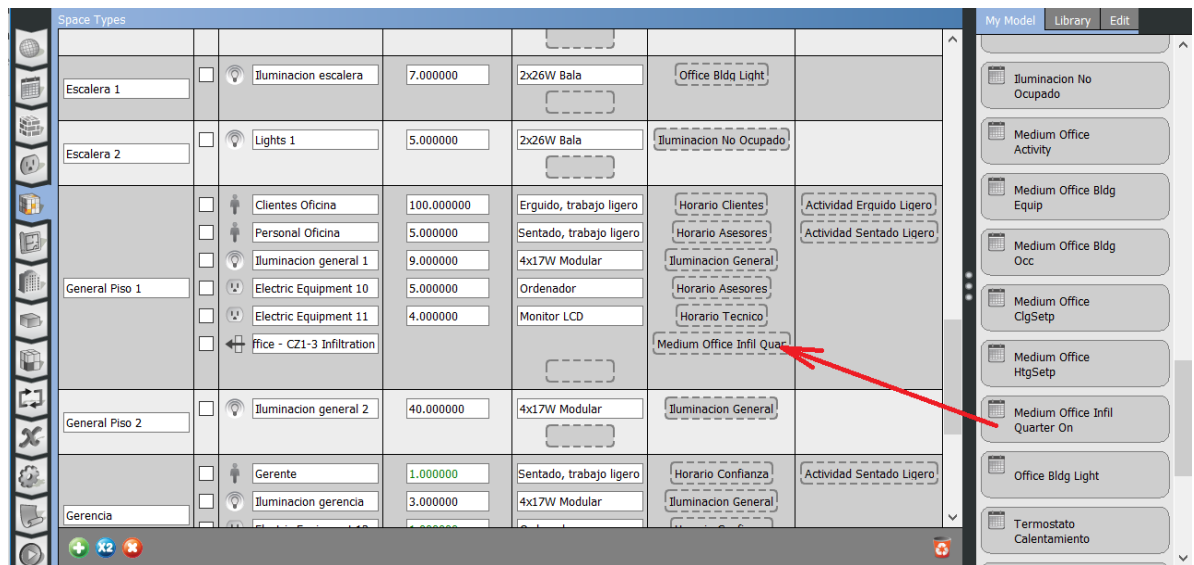 Space Types
My Model Library Edit
Escalera 1
Iluminacion escalera 7.000000 2x26W Bala Office Bldg Light
Escalera 2
Lights 1 5.000000 2x26W Bala Iluminacion No Ocupado
General Piso 1
Clientes Oficina 100.000000 Erguido, trabajo ligero Horario Clientes Actividad Erguido Ligero
Personal Oficina 5.000000 Sentado, trabajo ligero Horario Asesores Actividad Sentado Ligero
Iluminacion general 1 9.000000 4x17W Modular Iluminacion General
Electric Equipment 10 5.000000 Ordenador Horario Asesores
Electric Equipment 11 4.000000 Monitor LCD Horario Tecnico
ffice - CZ1-3 Infiltration Medium Office Infil Quar
General Piso 2
Iluminacion general 2 40.000000 4x17W Modular Iluminacion General
Gerencia
Gerente 1.000000 Sentado, trabajo ligero Horario Confianza Actividad Sentado Ligero
Iluminacion gerencia 3.000000 4x17W Modular Iluminacion General
X2
Iluminacion No
Ocupado
Medium Office
Activity
Medium Office Bldg
Equip
Medium Office Bldg
Occ
Medium Office
ClgSetp
Medium Office
HtgSetp
Medium Office Infil
Quarter On
Office Bldg Light
Termostato
Calentamiento